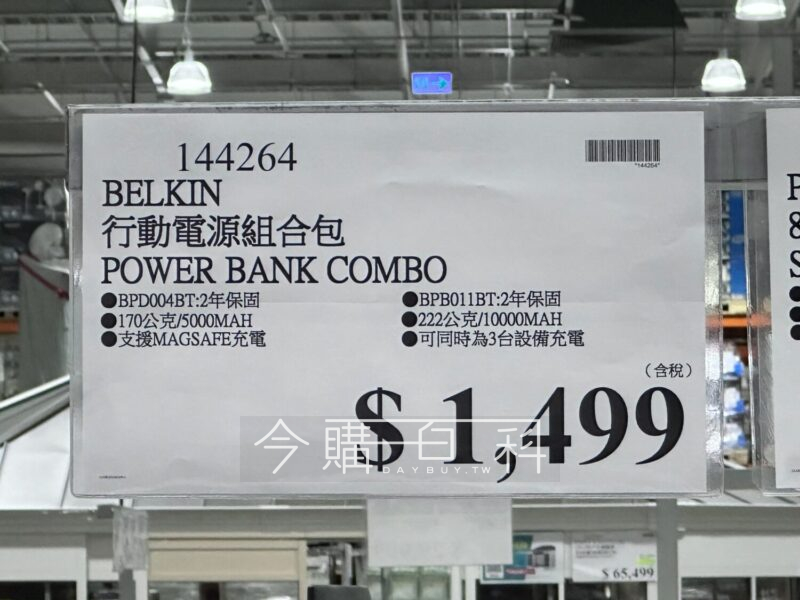 144264
"144264"
BELKIN
行動電源組合包
POWER BANK COMBO
●BPD004BT:2年保固
●170公克/5000MAH
●支援MAGSAFE充電
●BPB011BT:2年保固
●222公克/10000MAH
●可同時為3台設備充電
（含稅）
$ 1,499
今購百科
DAYBUY.TW
P
8
S
$ 65,499